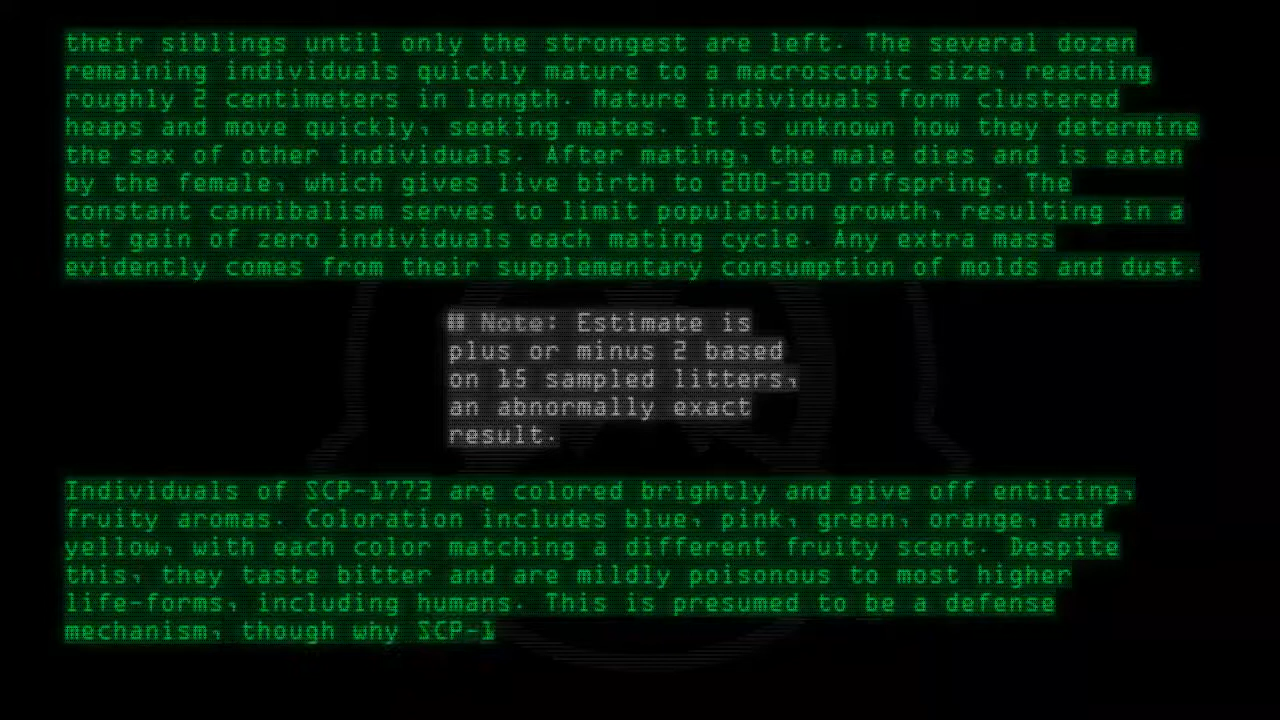 their siblings until only the strongest are left. The several dozen
remaining individuals quickly mature to a macroscopic size, reaching
roughly 2 centimeters in length. Mature individuals form clustered
heaps and move quickly, seeking mates. It is unknown how they determine
the sex of other individuals. After mating, the male dies and is eaten
by the female, which gives live birth to 200-300 offspring. The
constant cannibalism serves to limit population growth, resulting in a
net gain of zero individuals each mating cycle. Any extra mass
evidently comes from their supplementary consumption of molds and dust.
# Note: Estimate is
plus or minus 2 based
on 15 sampled litters,
an abnormally exact
result.
Individuals of SCP-1773 are colored brightly and give off enticing,
fruity aromas. Coloration includes blue, pink, green, orange, and
yellow, with each color matching a different fruity scent. Despite
this, they taste bitter and are mildly poisonous to most higher
life-forms, including humans. This is presumed to be a defense
mechanism, though why SCP-1